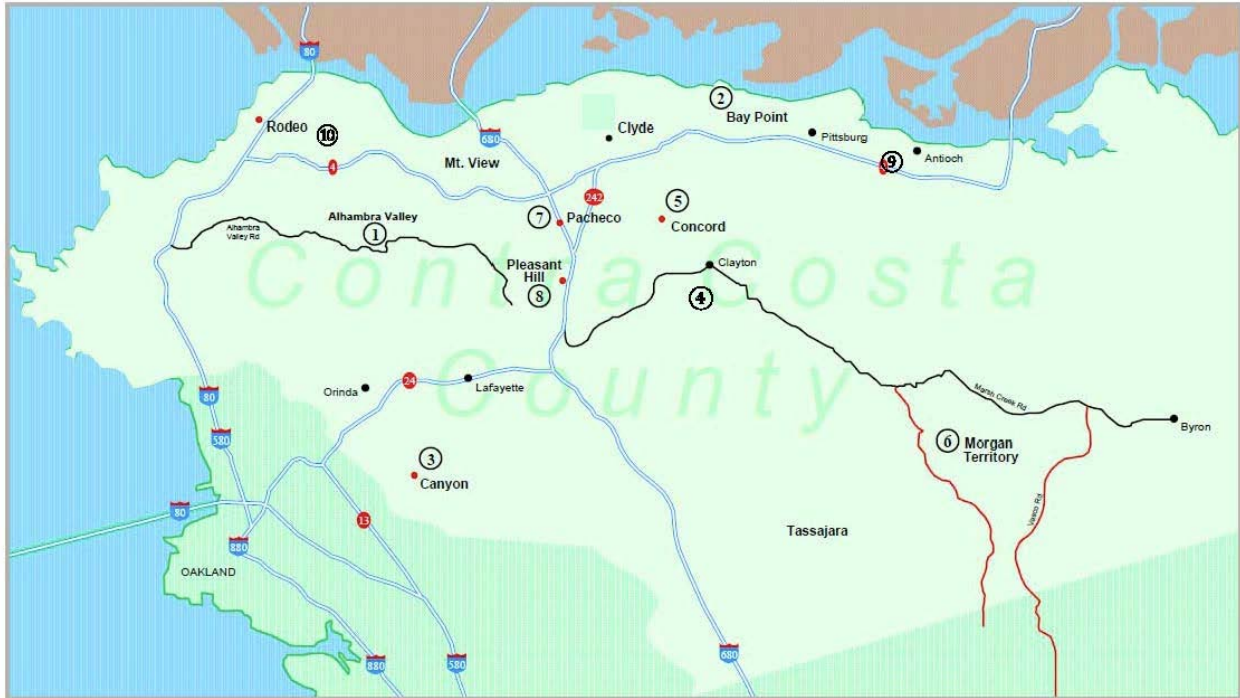 80
680
2
Bay Point
Rodeo
10
Clyde
Pittsburg
Antioch
9
4
Mt. View
242
5
Concord
7
Pacheco
Alhambra Valley
1
Alhambra
Valley Rd
Contra Costa
County
Pleasant
Hill
8
Clayton
4
24
Orinda
Lafayette
80
580
Marsh Creek Rd
Byron
6
Morgan
Territory
3
Canyon
Vasco Rd
80
13
880
Tassajara
OAKLAND
880
580
680